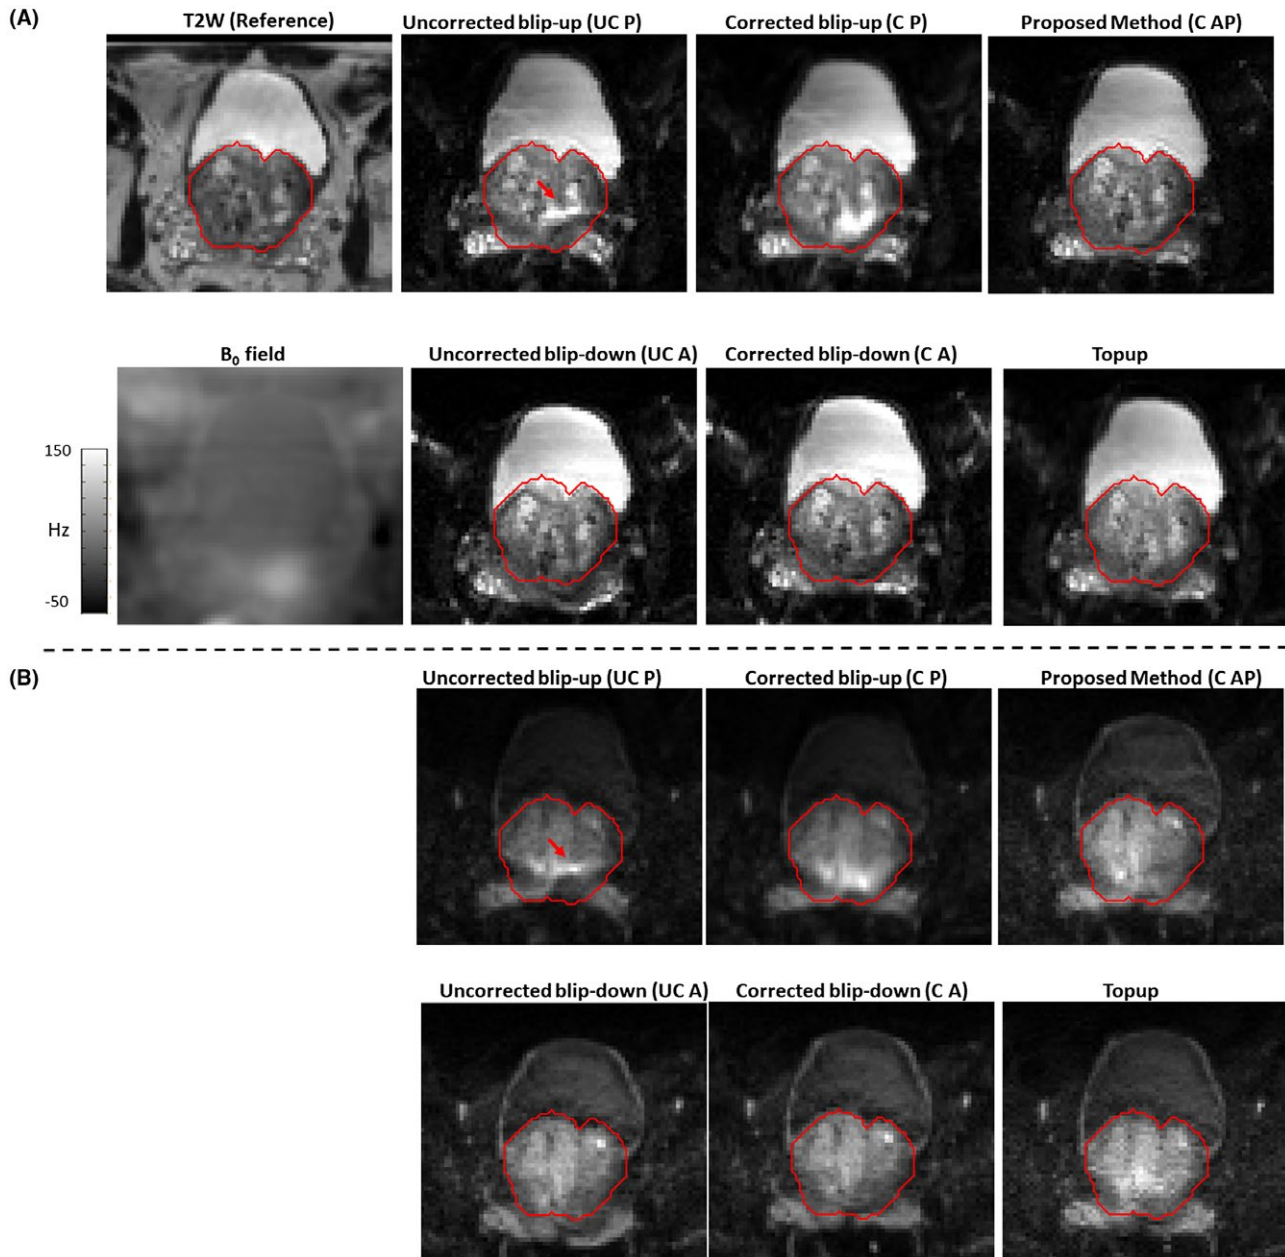 (A)
T2W (Reference)
Uncorrected blip-up (UC P)
Corrected blip-up (C P)
Proposed Method (C AP)
B₀ field
Uncorrected blip-down (UC A)
Corrected blip-down (C A)
Topup
150
Hz
-50
(B)
Uncorrected blip-up (UC P)
Corrected blip-up (C P)
Proposed Method (C AP)
Uncorrected blip-down (UC A)
Corrected blip-down (C A)
Topup